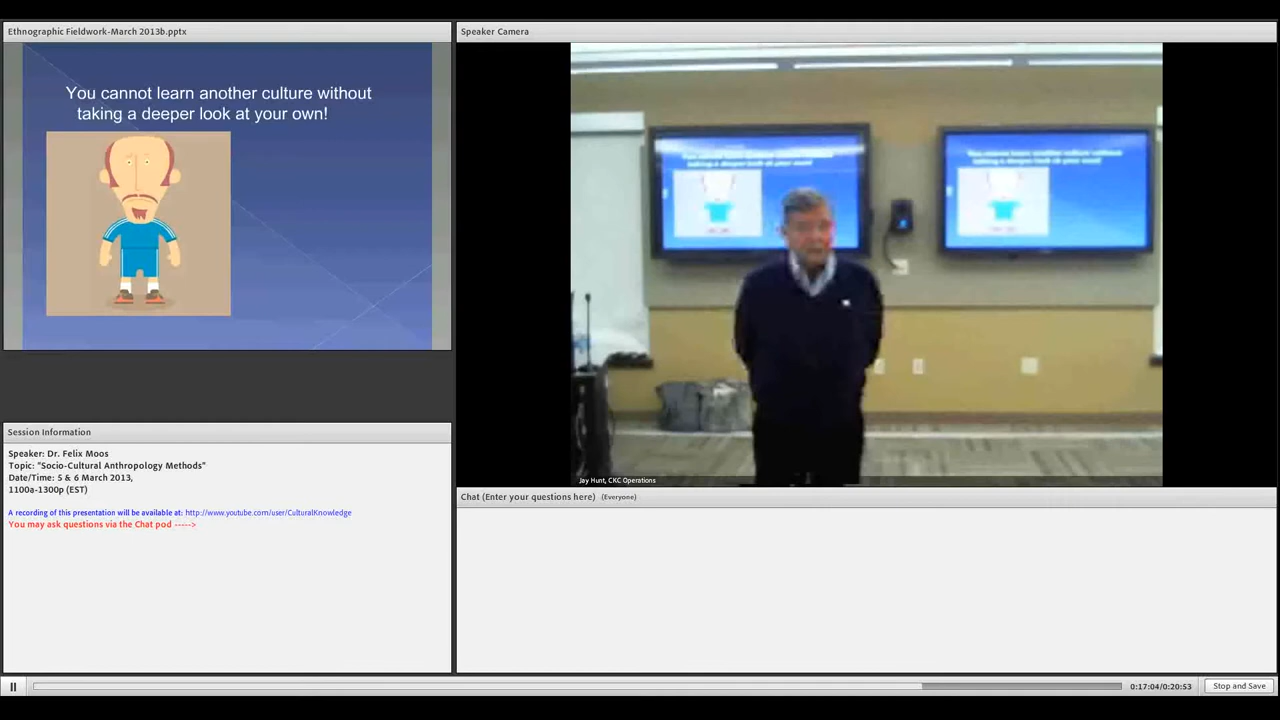 Ethnographic Fieldwork-March 2013b.pptx
You cannot learn another culture without
taking a deeper look at your own!
Speaker Camera
Jay Hunt, CKC Operations
Session Information
Speaker: Dr. Felix Moos
Topic: "Socio-Cultural Anthropology Methods"
Date/Time: 5 & 6 March 2013,
1100a-1300p (EST)
A recording of this presentation will be available at: http://www.youtube.com/user/CulturalKnowledge
You may ask questions via the Chat pod ----->
Chat (Enter your questions here) (Everyone)
0:17:04/0:20:53
Stop and Save